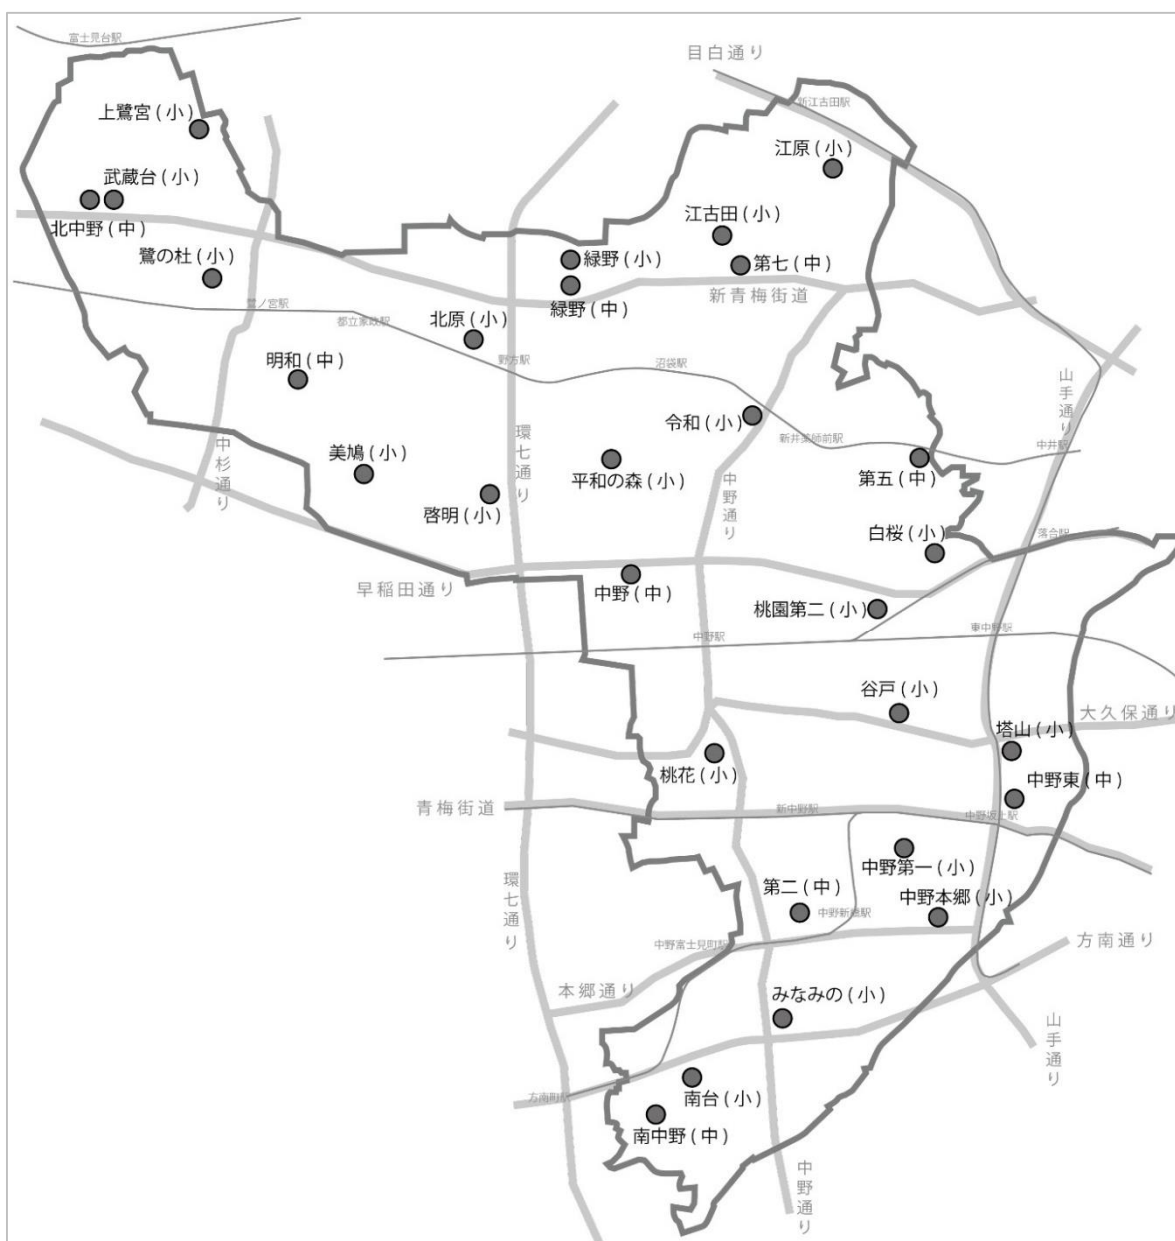 富士見台駅
目白通り
新江古田駅
上鷺宮(小)
江原(小)
武蔵台(小)
北中野(中)
江古田(小)
鷺の杜(小)
緑野(小)
第七(中)
新青梅街道
緑野(中)
鷺ノ宮駅
都立家政駅
北原(小)
野方駅
沼袋駅
明和(中)
山手通り
令和(小)
新井薬師前駅
中井駅
中杉通り
環七通り
美鳩(小)
平和の森(小)
中野通り
第五(中)
啓明(小)
白桜(小)
落合駅
早稲田通り
中野(中)
桃園第二(小)
中野駅
東中野駅
谷戸(小)
大久保通り
塔山(小)
桃花(小)
中野東(中)
青梅街道
新中野駅
中野坂上駅
中野第一(小)
環七通り
第二(中)
中野本郷(小)
中野新橋駅
中野富士見町駅
方南通り
本郷通り
みなみの(小)
山手通り
方南町駅
南台(小)
南中野(中)
中野通り